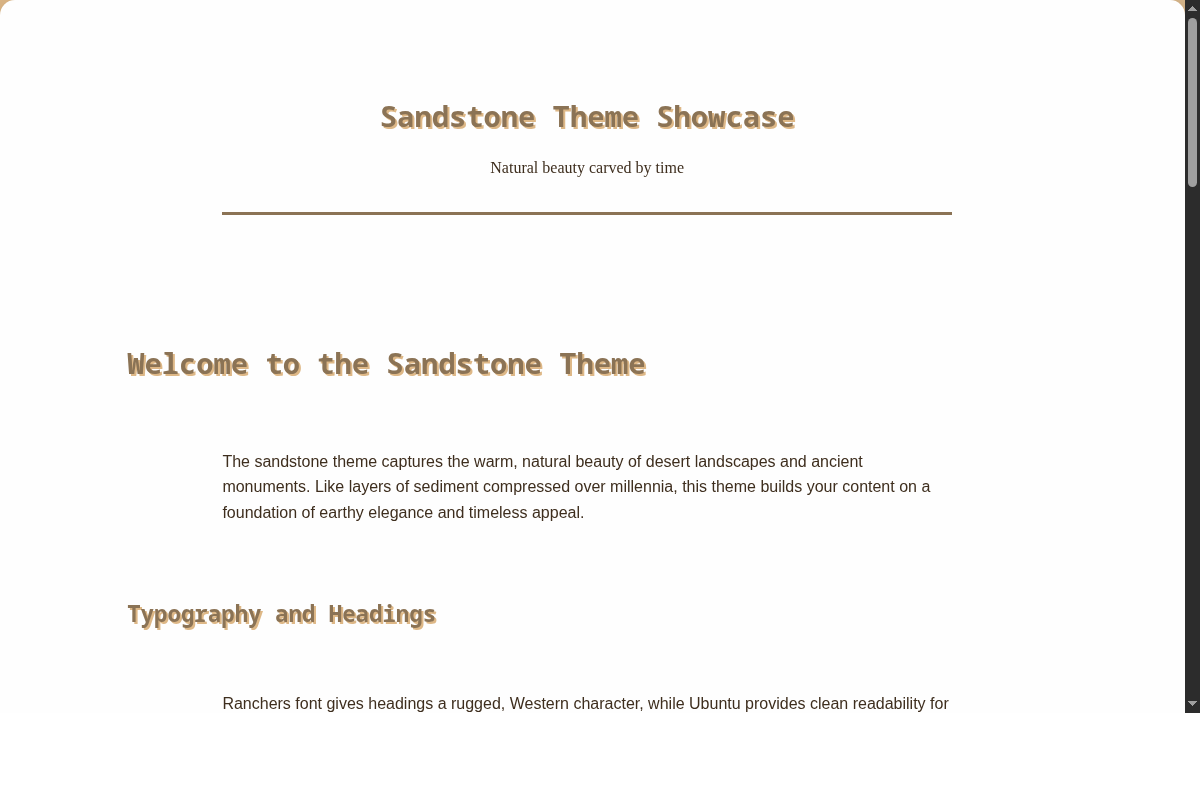 Sandstone Theme Showcase
Natural beauty carved by time
Welcome to the Sandstone Theme
The sandstone theme captures the warm, natural beauty of desert landscapes and ancient
monuments. Like layers of sediment compressed over millennia, this theme builds your content on a
foundation of earthy elegance and timeless appeal.
Typography and Headings
Ranchers font gives headings a rugged, Western character, while Ubuntu provides clean readability for